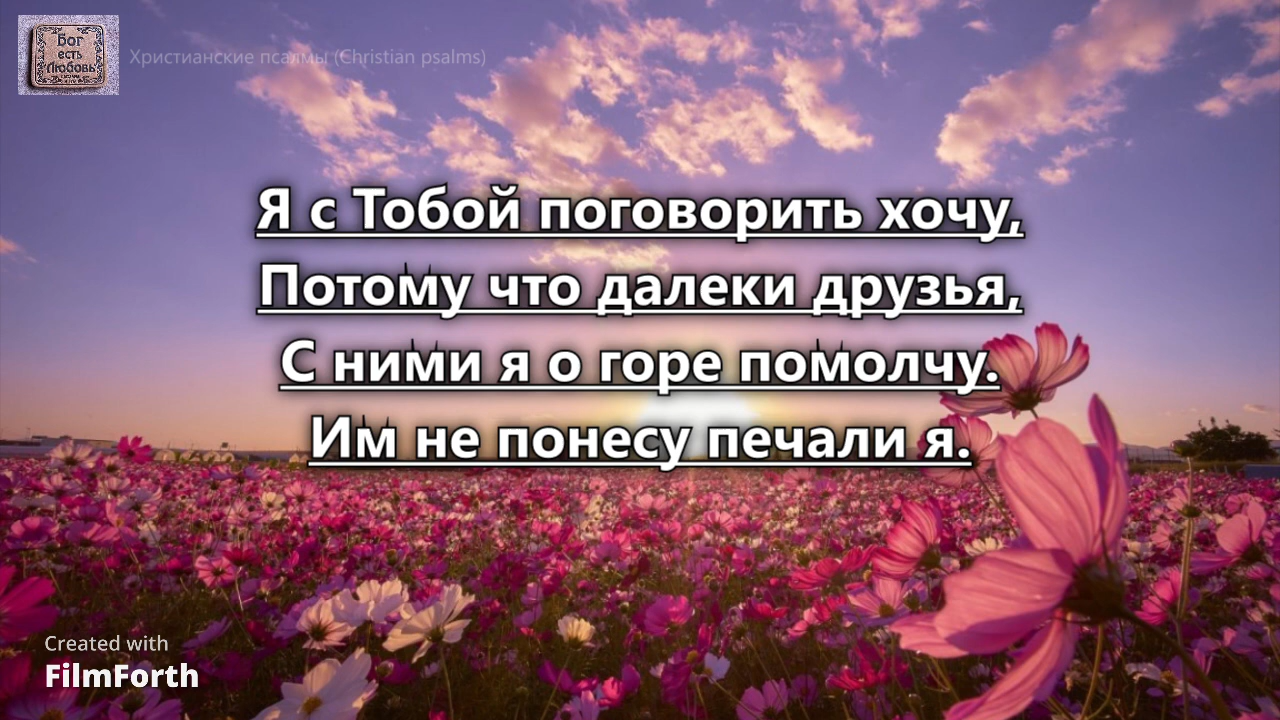 Бог
есть
Любовь
Христианские псалмы (Christian psalms)
Я с Тобой поговорить хочу,
Потому что далеки друзья,
С ними я о горе помолчу.
Им не понесу печали я.
Created with
FilmForth